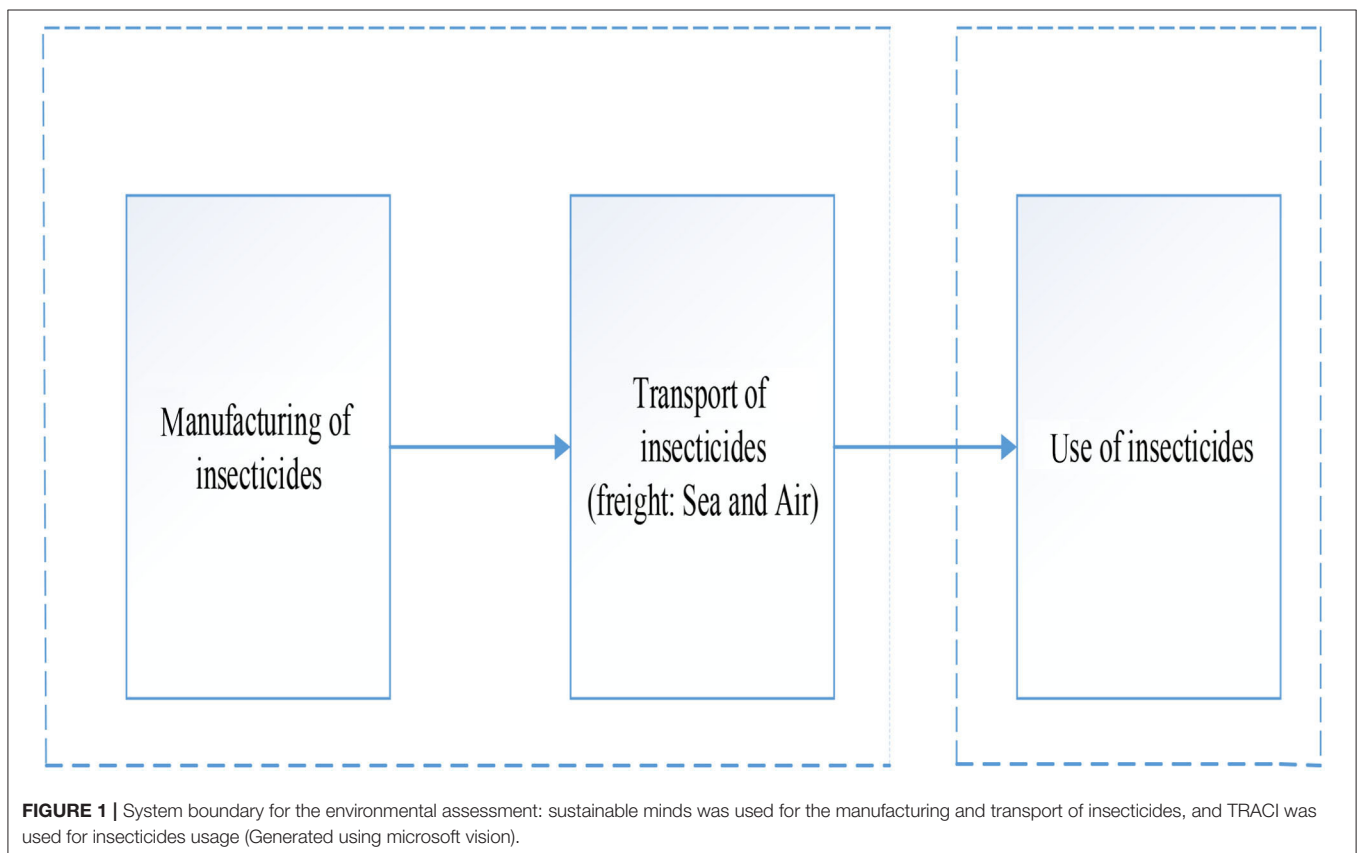 Manufacturing of
insecticides
Transport of
insecticides
(freight: Sea and Air)
Use of insecticides
FIGURE 1 | System boundary for the environmental assessment: sustainable minds was used for the manufacturing and transport of insecticides, and TRACI was
used for insecticides usage (Generated using microsoft vision).